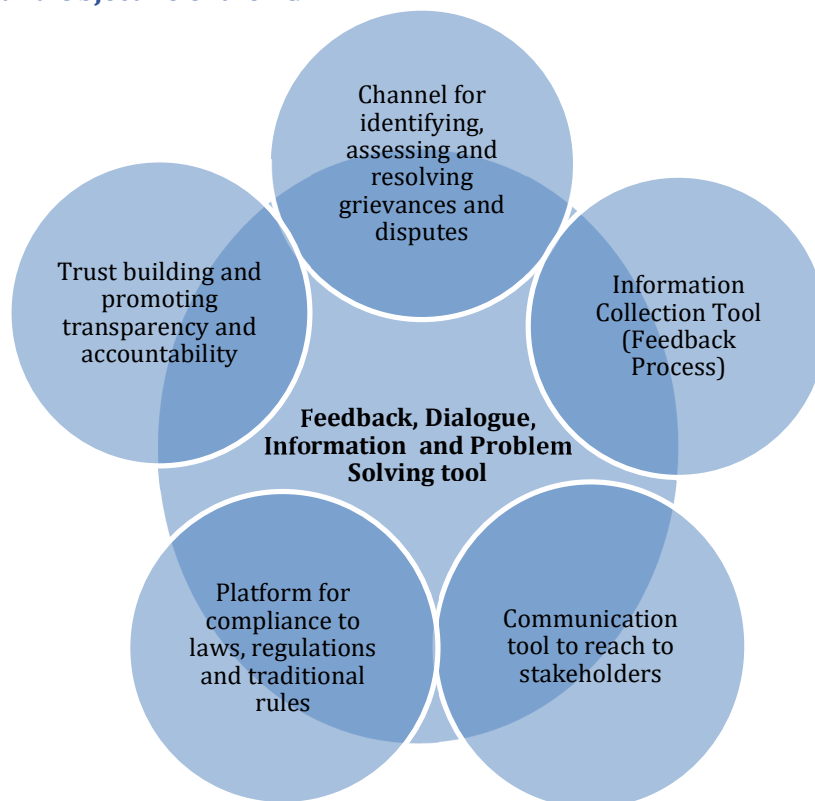 Channel for
identifying,
assessing and
resolving
grievances and
disputes
Trust building and
promoting
transparency and
accountability
Information
Collection Tool
(Feedback
Process)
Feedback, Dialogue,
Information and Problem
Solving tool
Platform for
compliance to
laws, regulations
and traditional
rules
Communication
tool to reach to
stakeholders